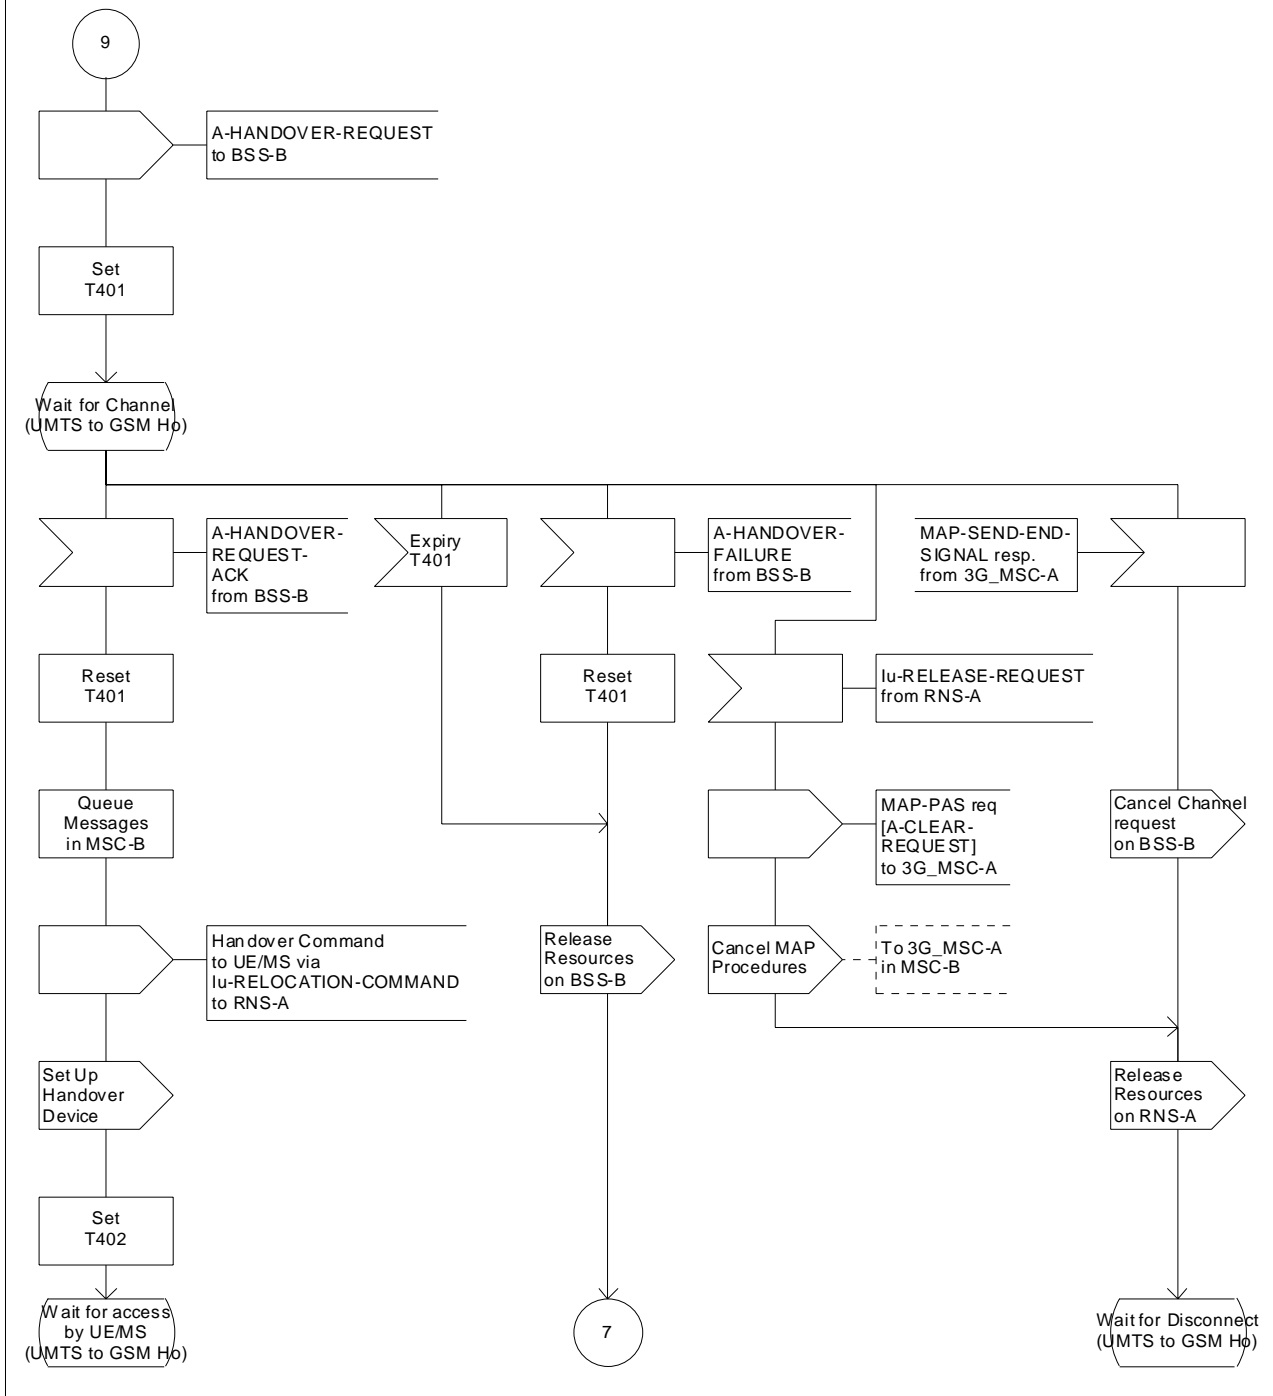 9
A-HANDOVER-REQUEST
to BSS-B
Set
T401
Wait for Channel
(UMTS to GSM Ho)
A-HANDOVER-
REQUEST-
ACK
from BSS-B
Expiry
T401
A-HANDOVER-
FAILURE
from BSS-B
MAP-SEND-END-
SIGNAL resp.
from 3G_MSC-A
Reset
T401
Reset
T401
Iu-RELEASE-REQUEST
from RNS-A
Queue
Messages
in MSC-B
MAP-PAS req
[A-CLEAR-
REQUEST]
to 3G_MSC-A
Cancel Channel
request
on BSS-B
Handover Command
to UE/MS via
Iu-RELOCATION-COMMAND
to RNS-A
Release
Resources
on BSS-B
Cancel MAP
Procedures
To 3G_MSC-A
in MSC-B
Set Up
Handover
Device
Release
Resources
on RNS-A
Set
T402
Wait for access
by UE/MS
(UMTS to GSM Ho)
7
Wait for Disconnect
(UMTS to GSM Ho)